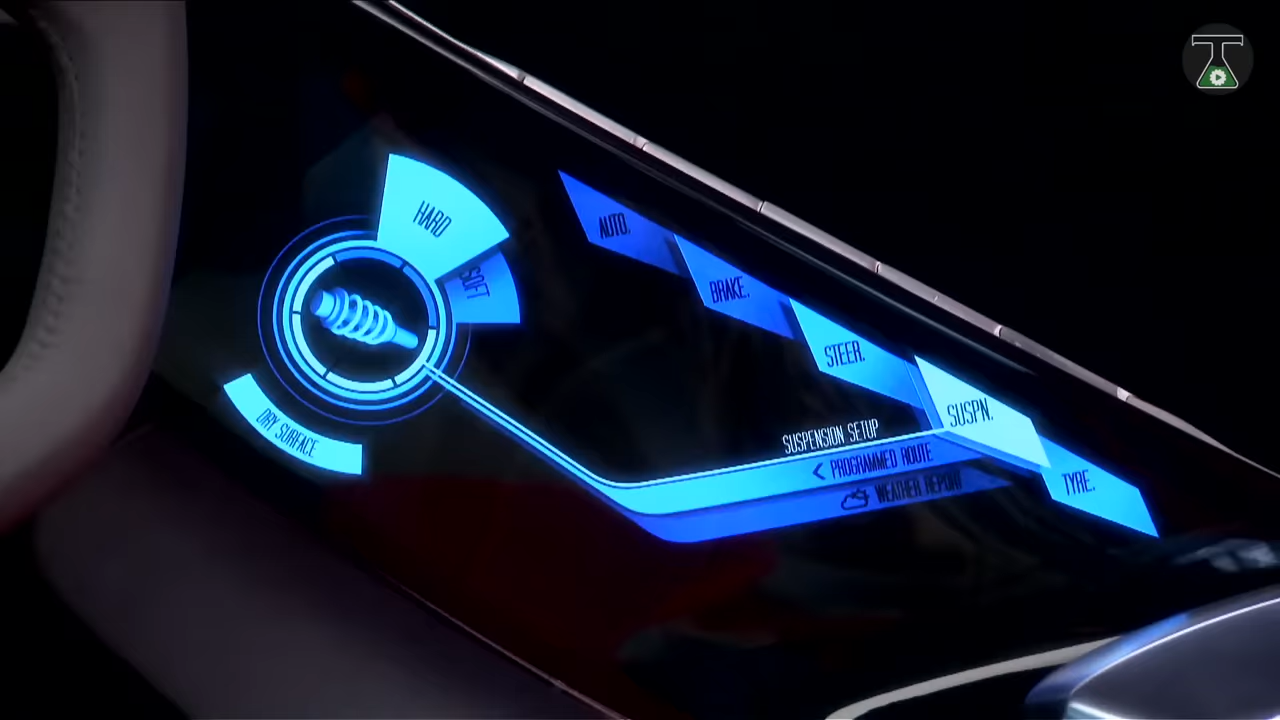 HARD
SOFT
DRY SURFACE
AUTO.
BRAKE.
STEER.
SUSPN.
TYRE.
SUSPENSION SETUP
< PROGRAMMED ROUTE
WEATHER REPORT